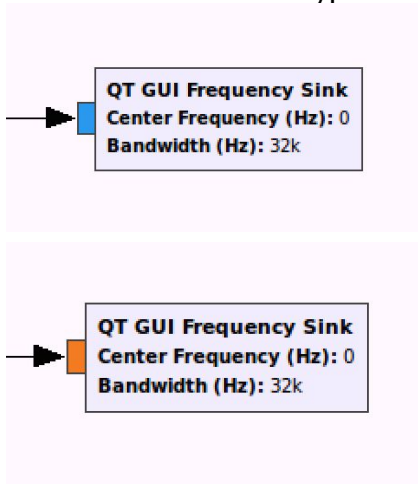 QT GUI Frequency Sink
Center Frequency (Hz): 0
Bandwidth (Hz): 32k
QT GUI Frequency Sink
Center Frequency (Hz): 0
Bandwidth (Hz): 32k